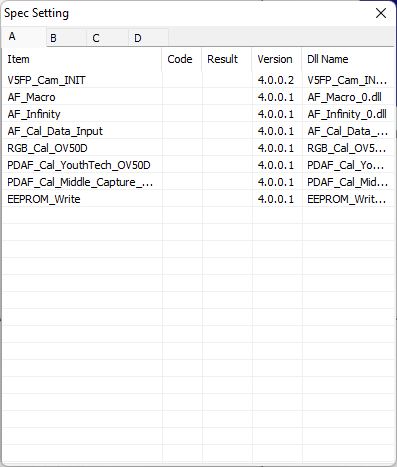 Spec Setting
A B C D
Item Code Result Version Dll Name
V5FP_Cam_INIT 4.0.0.2 V5FP_Cam_IN...
AF_Macro 4.0.0.1 AF_Macro_0.dll
AF_Infinity 4.0.0.1 AF_Infinity_0.dll
AF_Cal_Data_Input 4.0.0.1 AF_Cal_Data_...
RGB_Cal_OV50D 4.0.0.1 RGB_Cal_OV5...
PDAF_Cal_YouthTech_OV50D 4.0.0.1 PDAF_Cal_Yo...
PDAF_Cal_Middle_Capture_... 4.0.0.1 PDAF_Cal_Mid...
EEPROM_Write 4.0.0.1 EEPROM_Writ...